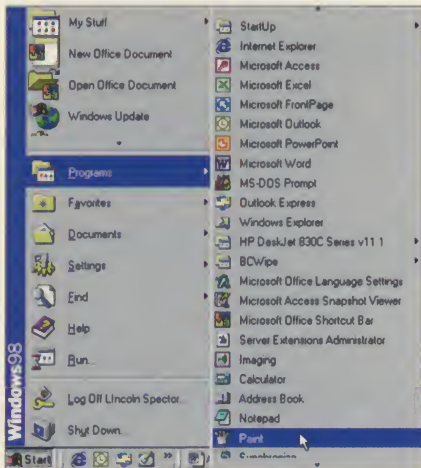 My Stuff
New Office Document
Open Office Document
Windows Update
Programs
Favorites
Documents
Settings
Find
Help
Run...
Log Off Lincoln Spector...
Shut Down...
Windows98
Start
StartUp
Internet Explorer
Microsoft Access
Microsoft Excel
Microsoft FrontPage
Microsoft Outlook
Microsoft PowerPoint
Microsoft Word
MS-DOS Prompt
Outlook Express
Windows Explorer
HP DeskJet 830C Series v11 1
BCWipe
Microsoft Office Language Settings
Microsoft Access Snapshot Viewer
Microsoft Office Shortcut Bar
Server Extensions Administrator
Imaging
Calculator
Address Book
Notepad
Paint